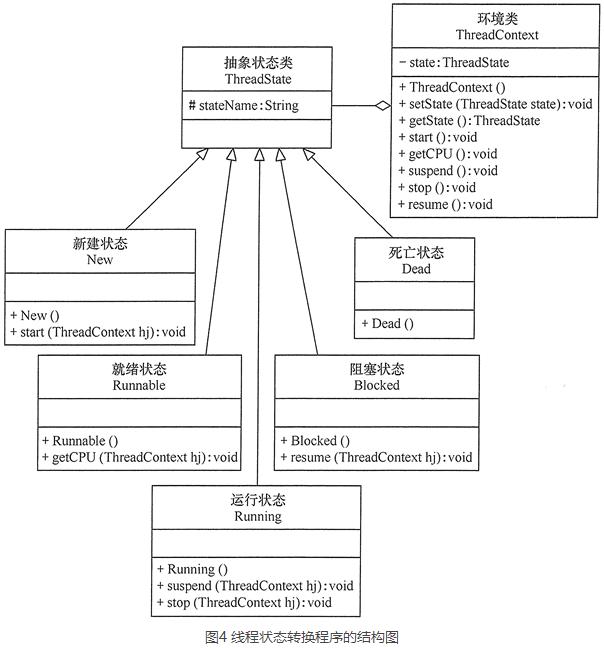 抽象状态类
ThreadState
# stateName:String
环境类
ThreadContext
- state:ThreadState
+ ThreadContext()
+ setState(ThreadState state):void
+ getState():ThreadState
+ start():void
+ getCPU():void
+ suspend():void
+ stop():void
+ resume():void
新建状态
New
+ New()
+ start(ThreadContext hj):void
死亡状态
Dead
+ Dead()
就绪状态
Runnable
+ Runnable()
+ getCPU(ThreadContext hj):void
阻塞状态
Blocked
+ Blocked()
+ resume(ThreadContext hj):void
运行状态
Running
+ Running()
+ suspend(ThreadContext hj):void
+ stop(ThreadContext hj):void
图4 线程状态转换程序的结构图